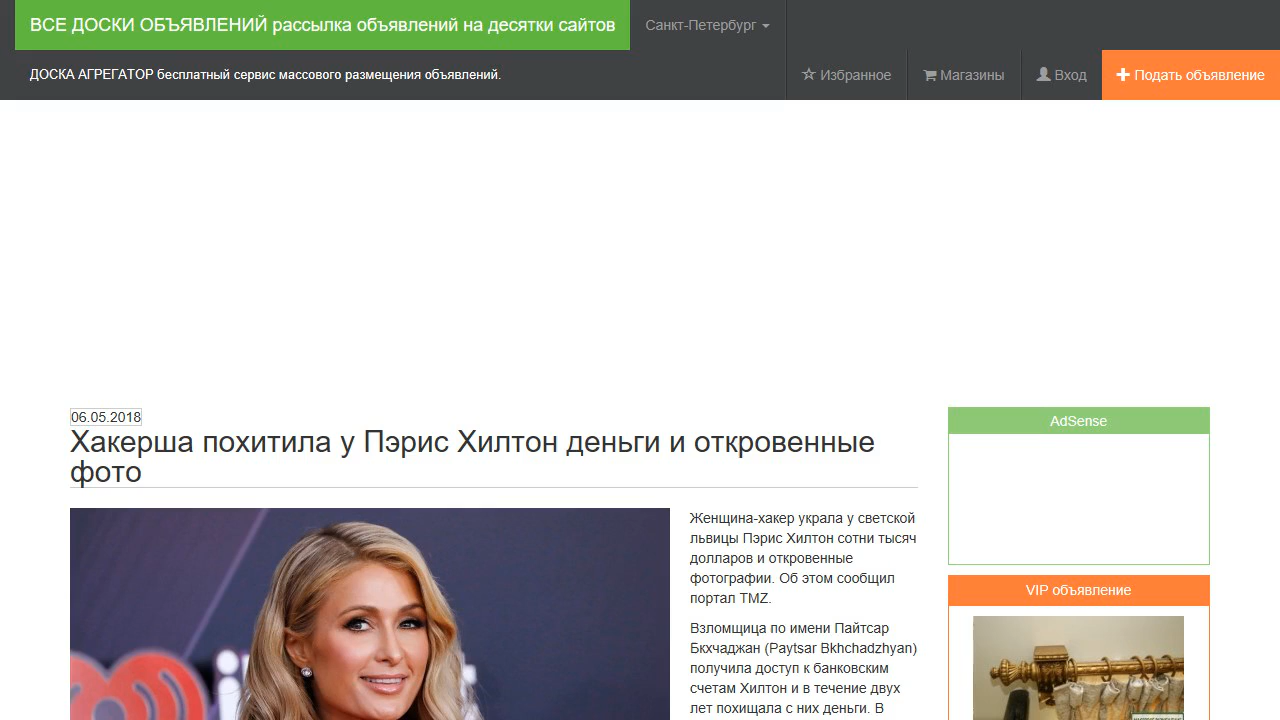 ВСЕ ДОСКИ ОБЪЯВЛЕНИЙ рассылка объявлений на десятки сайтов
Санкт-Петербург
ДОСКА АГРЕГАТОР бесплатный сервис массового размещения объявлений.
Избранное
Магазины
Вход
Подать объявление
06.05.2018
Хакерша похитила у Пэрис Хилтон деньги и откровенные
фото
Женщина-хакер украла у светской
львицы Пэрис Хилтон сотни тысяч
долларов и откровенные
фотографии. Об этом сообщил
портал TMZ.
Взломщица по имени Пайтсар
Бкхчаджан (Paytsar Bkhchadzhyan)
получила доступ к банковским
счетам Хилтон и в течение двух
лет похищала с них деньги. В
AdSense
VIP объявление